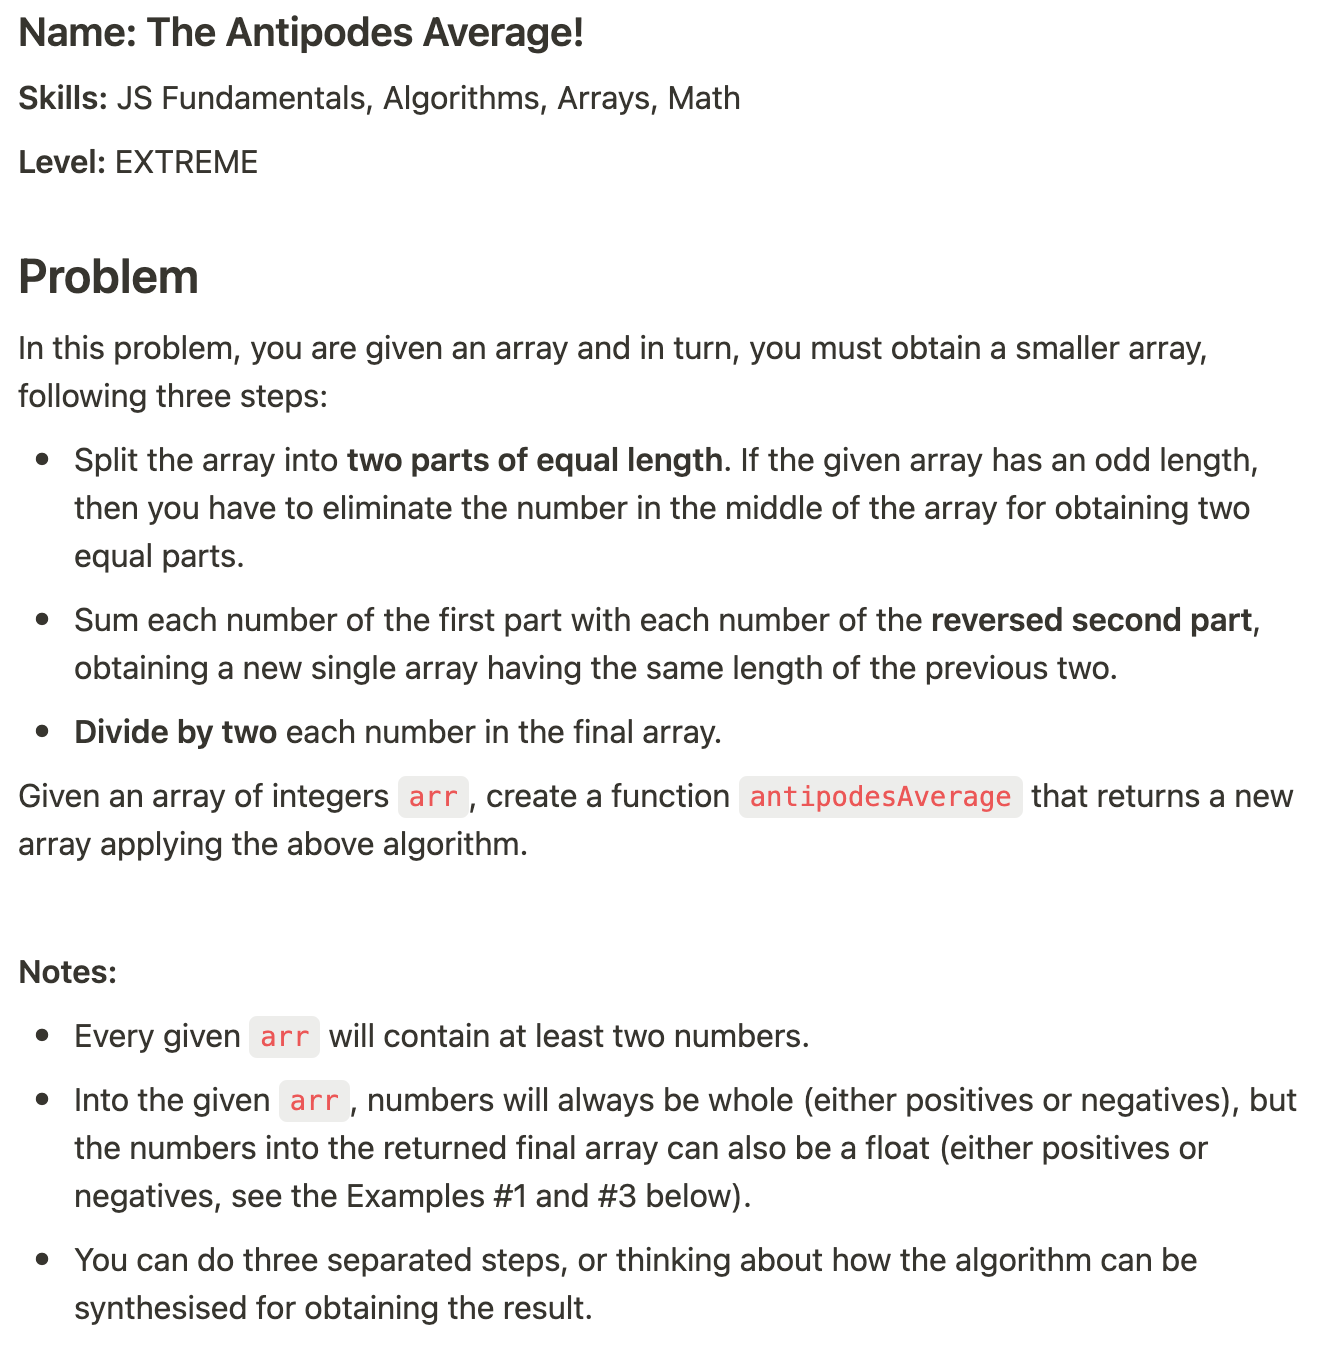 Name: The Antipodes Average!
Skills: JS Fundamentals, Algorithms, Arrays, Math
Level: EXTREME
Problem
In this problem, you are given an array and in turn, you must obtain a smaller array,
following three steps:
• Split the array into two parts of equal length. If the given array has an odd length,
then you have to eliminate the number in the middle of the array for obtaining two
equal parts.
• Sum each number of the first part with each number of the reversed second part,
obtaining a new single array having the same length of the previous two.
• Divide by two each number in the final array.
Given an array of integers arr, create a function antipodesAverage that returns a new
array applying the above algorithm.
Notes:
• Every given arr will contain at least two numbers.
• Into the given arr, numbers will always be whole (either positives or negatives), but
the numbers into the returned final array can also be a float (either positives or
negatives, see the Examples #1 and #3 below).
• You can do three separated steps, or thinking about how the algorithm can be
synthesised for obtaining the result.